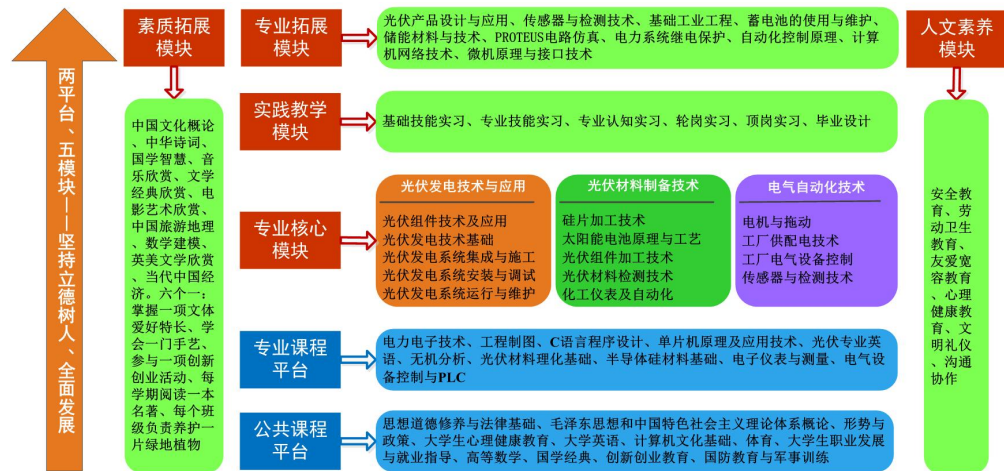 两平台、五模块——坚持立德树人、全面发展
素质拓展
模块
中国文化概论
、中华诗词、
国学智慧、音
乐欣赏、文学
经典欣赏、电
影艺术欣赏、
中国旅游地理
、数学建模、
英美文学欣赏
、当代中国经
济。六个一：
掌握一项文体
爱好特长、学
会一门手艺、
参与一项创新
创业活动、每
学期阅读一本
名著、每个班
级负责养护一
片绿地植物
专业拓展
模块
光伏产品设计与应用、传感器与检测技术、基础工业工程、蓄电池的使用与维护、
储能材料与技术、PROTEUS电路仿真、电力系统继电保护、自动化控制原理、计算
机网络技术、微机原理与接口技术
实践教学
模块
基础技能实习、专业技能实习、专业认知实习、轮岗实习、顶岗实习、毕业设计
专业核心
模块
光伏发电技术与应用
光伏组件技术及应用
光伏发电技术基础
光伏发电系统集成与施工
光伏发电系统安装与调试
光伏发电系统运行与维护
光伏材料制备技术
硅片加工技术
太阳能电池原理与工艺
光伏组件加工技术
光伏材料检测技术
化工仪表及自动化
电气自动化技术
电机与拖动
工厂供配电技术
工厂电气设备控制
传感器与检测技术
专业课程
平台
电力电子技术、工程制图、C语言程序设计、单片机原理及应用技术、光伏专业英
语、无机分析、光伏材料理化基础、半导体硅材料基础、电子仪表与测量、电气设
备控制与PLC
公共课程
平台
思想道德修养与法律基础、毛泽东思想和中国特色社会主义理论体系概论、形势与
政策、大学生心理健康教育、大学英语、计算机文化基础、体育、大学生职业发展
与就业指导、高等数学、国学经典、创新创业教育、国防教育与军事训练
人文素养
模块
安全教
育、劳
动卫生
教育、
友爱宽
容教育
、心理
健康教
育、文
明礼仪
、沟通
协作